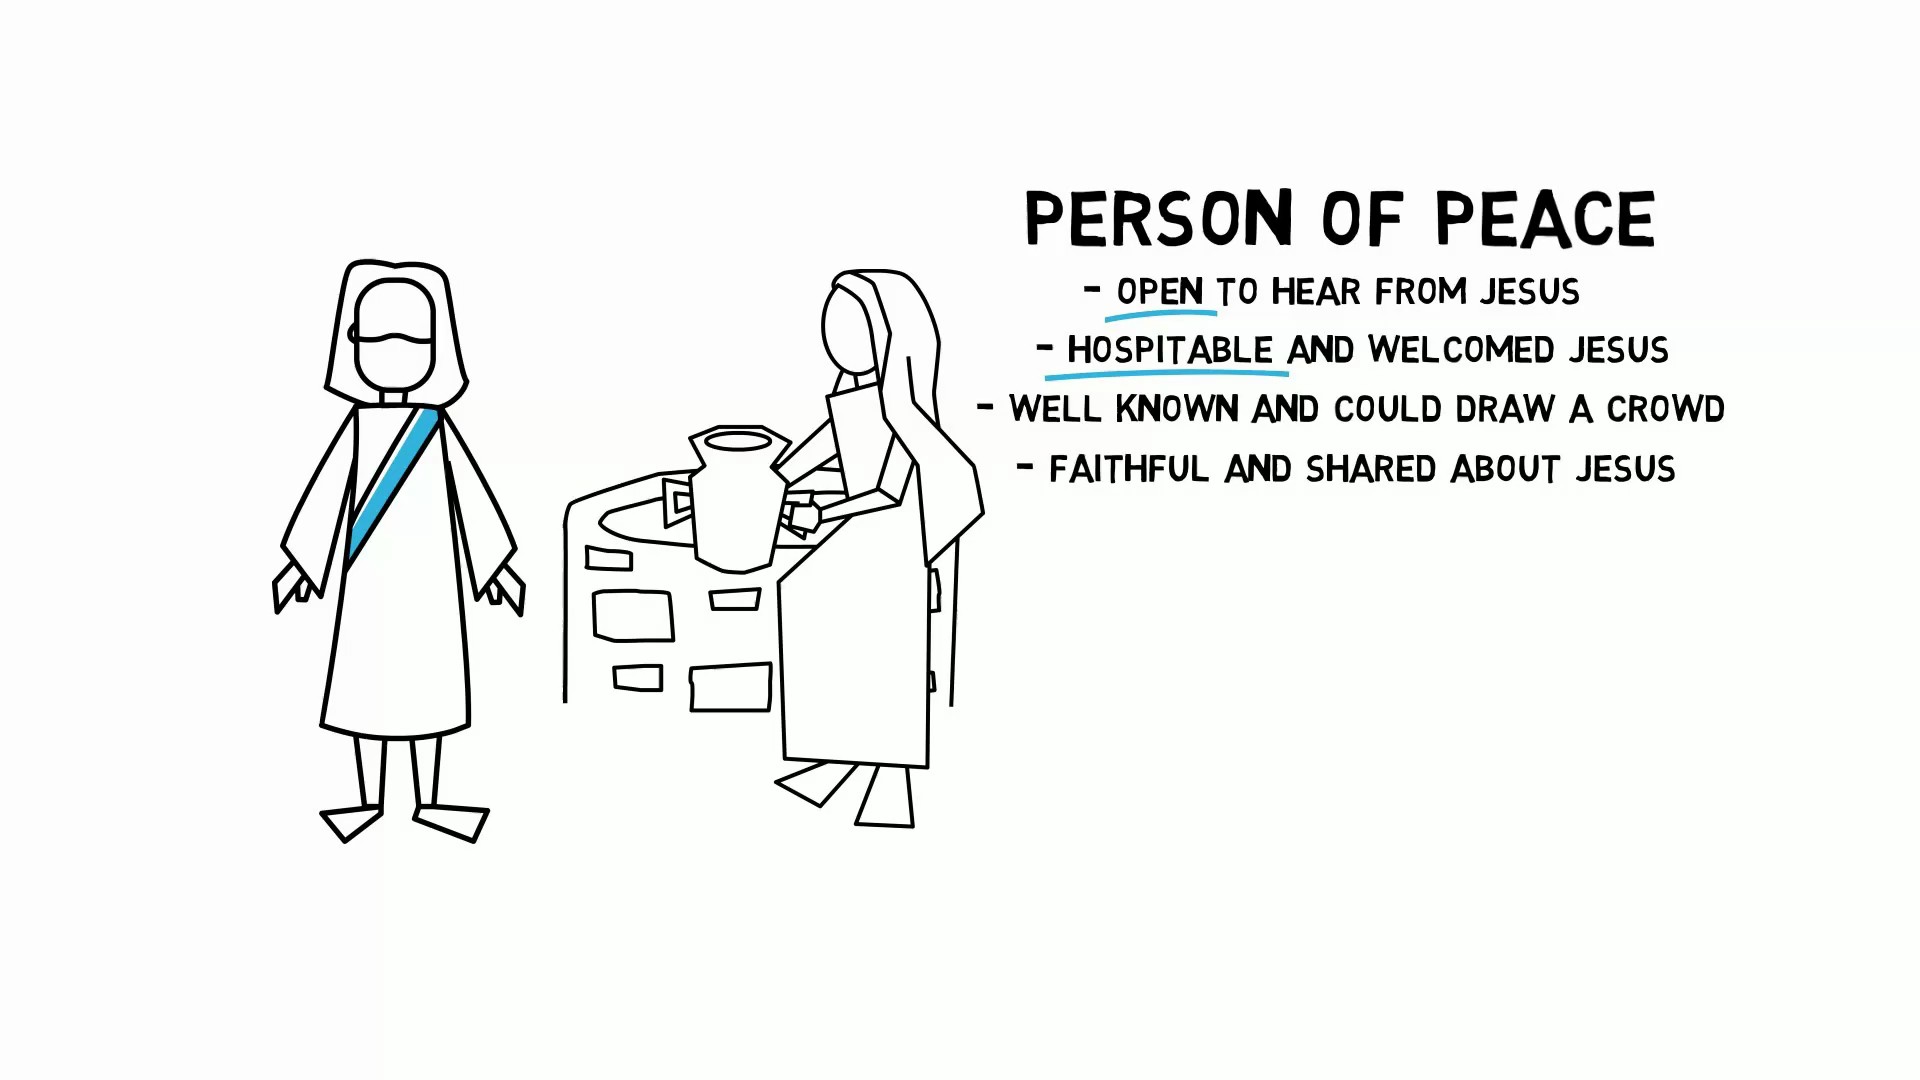 PERSON OF PEACE
- OPEN TO HEAR FROM JESUS
- HOSPITABLE AND WELCOMED JESUS
- WELL KNOWN AND COULD DRAW A CROWD
- FAITHFUL AND SHARED ABOUT JESUS